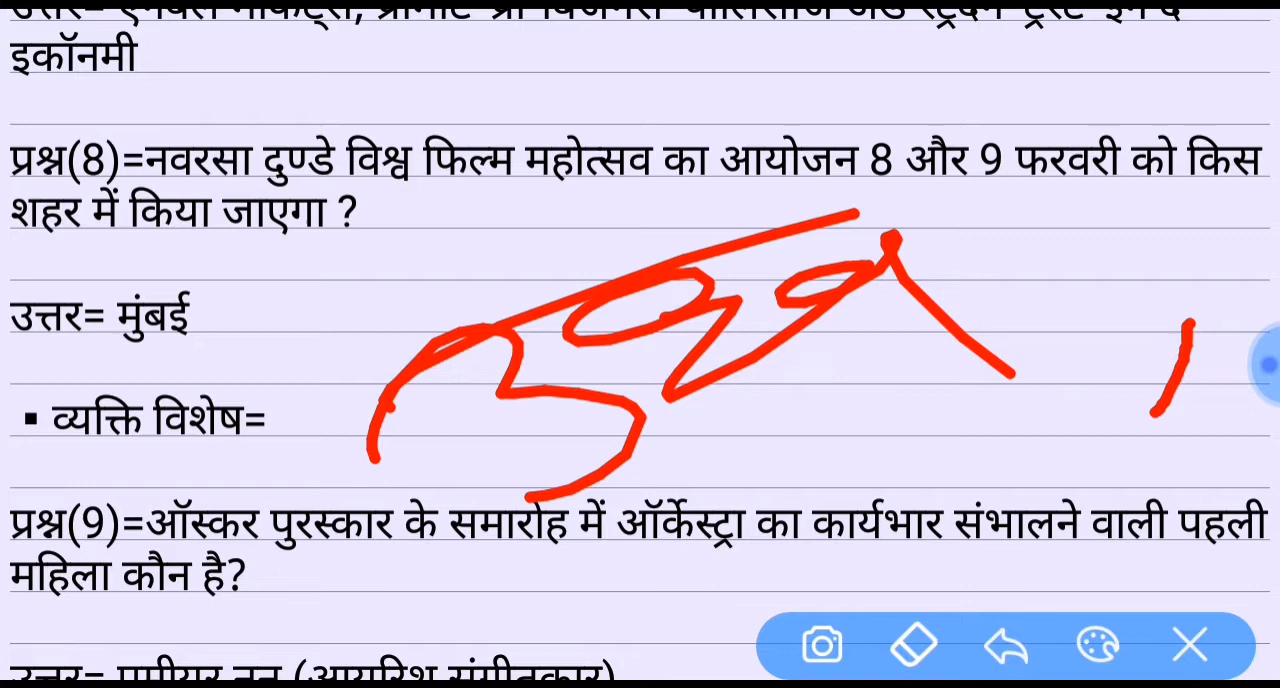 इकॉनमी
प्रश्न(8)=नवरसा दुण्डे विश्व फिल्म महोत्सव का आयोजन 8 और 9 फरवरी को किस
शहर में किया जाएगा ?
उत्तर= मुंबई
▪ व्यक्ति विशेष=
प्रश्न(9)=ऑस्कर पुरस्कार के समारोह में ऑर्केस्ट्रा का कार्यभार संभालने वाली पहली
महिला कौन है?